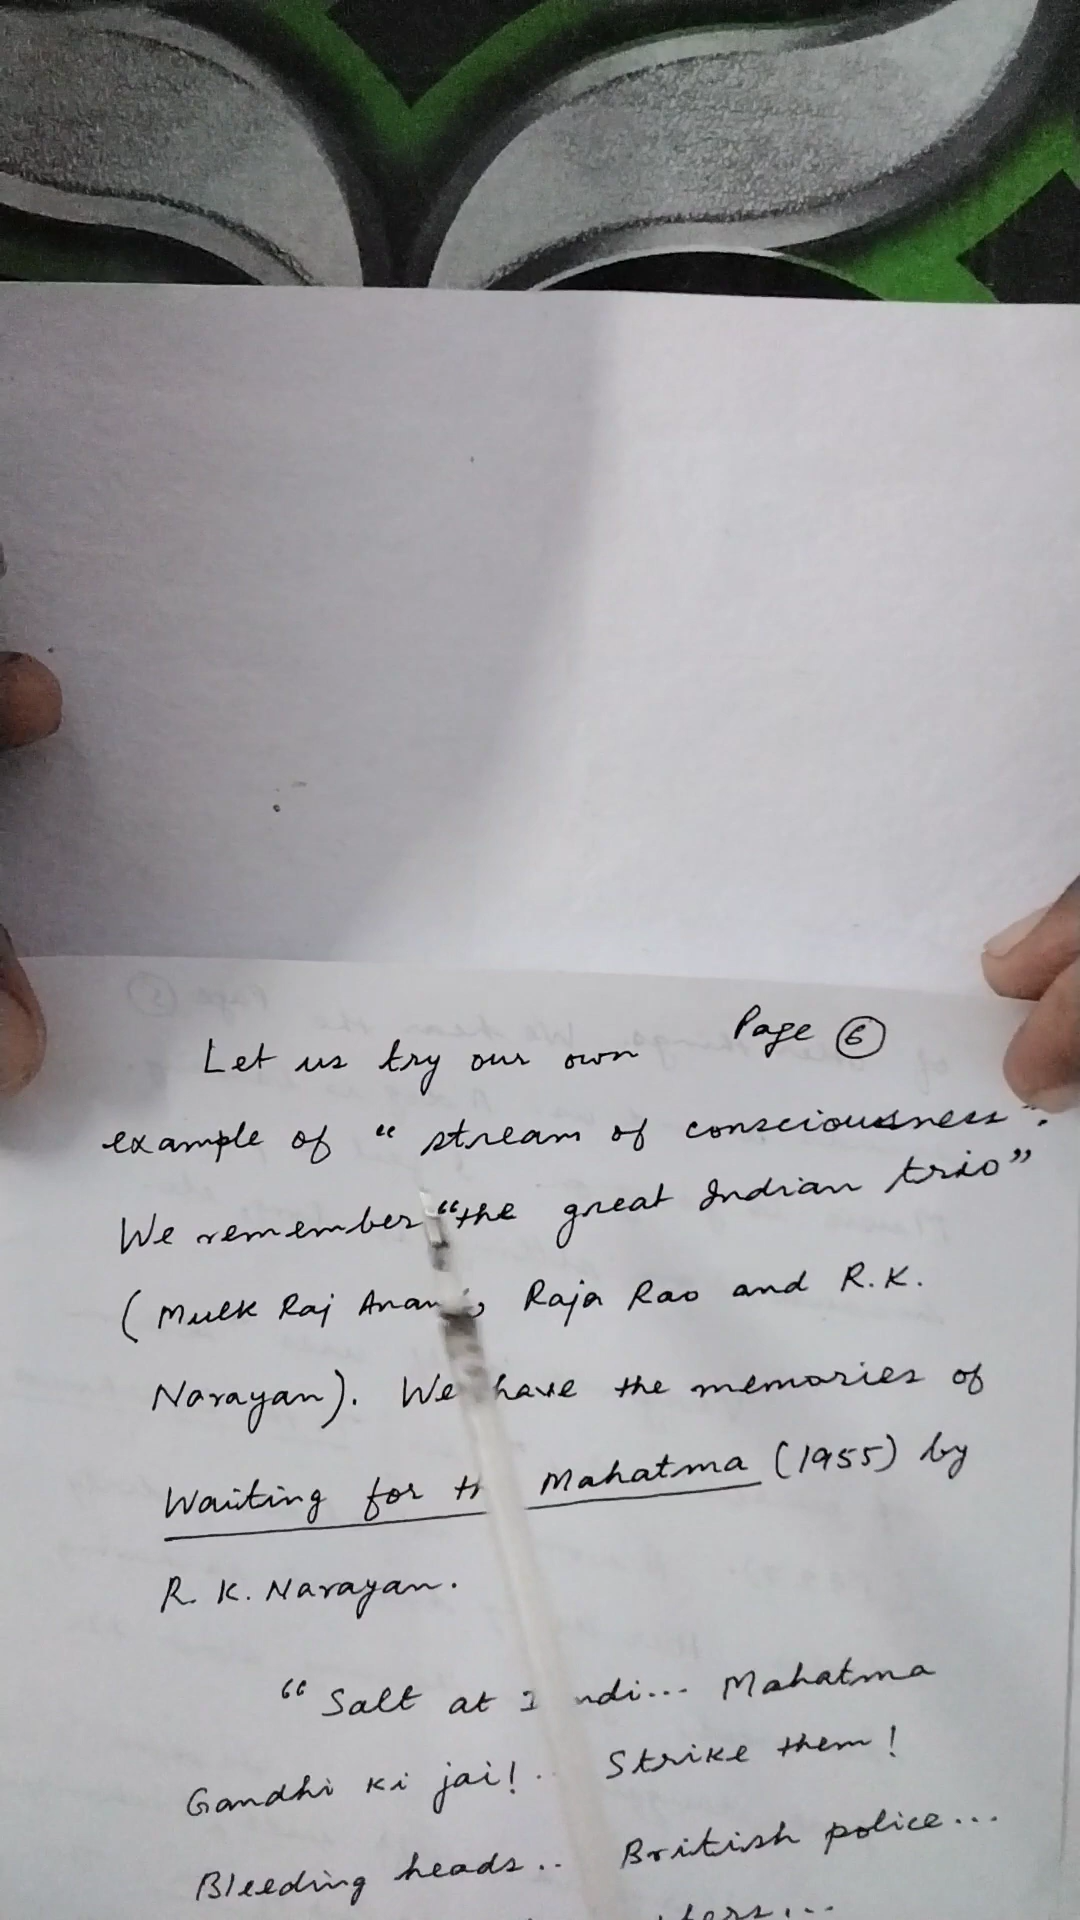 Page 6
Let us try our own
example of " stream of consciousness".
We remember "the great Indian trio"
(Mulk Raj Anand, Raja Rao and R.K.
Narayan). We have the memories of
Waiting for the Mahatma (1955) by
R. K. Narayan.
"Salt at ... Mahatma
Gandhi ki jai!.. Strike them!
Bleeding heads.. British police...